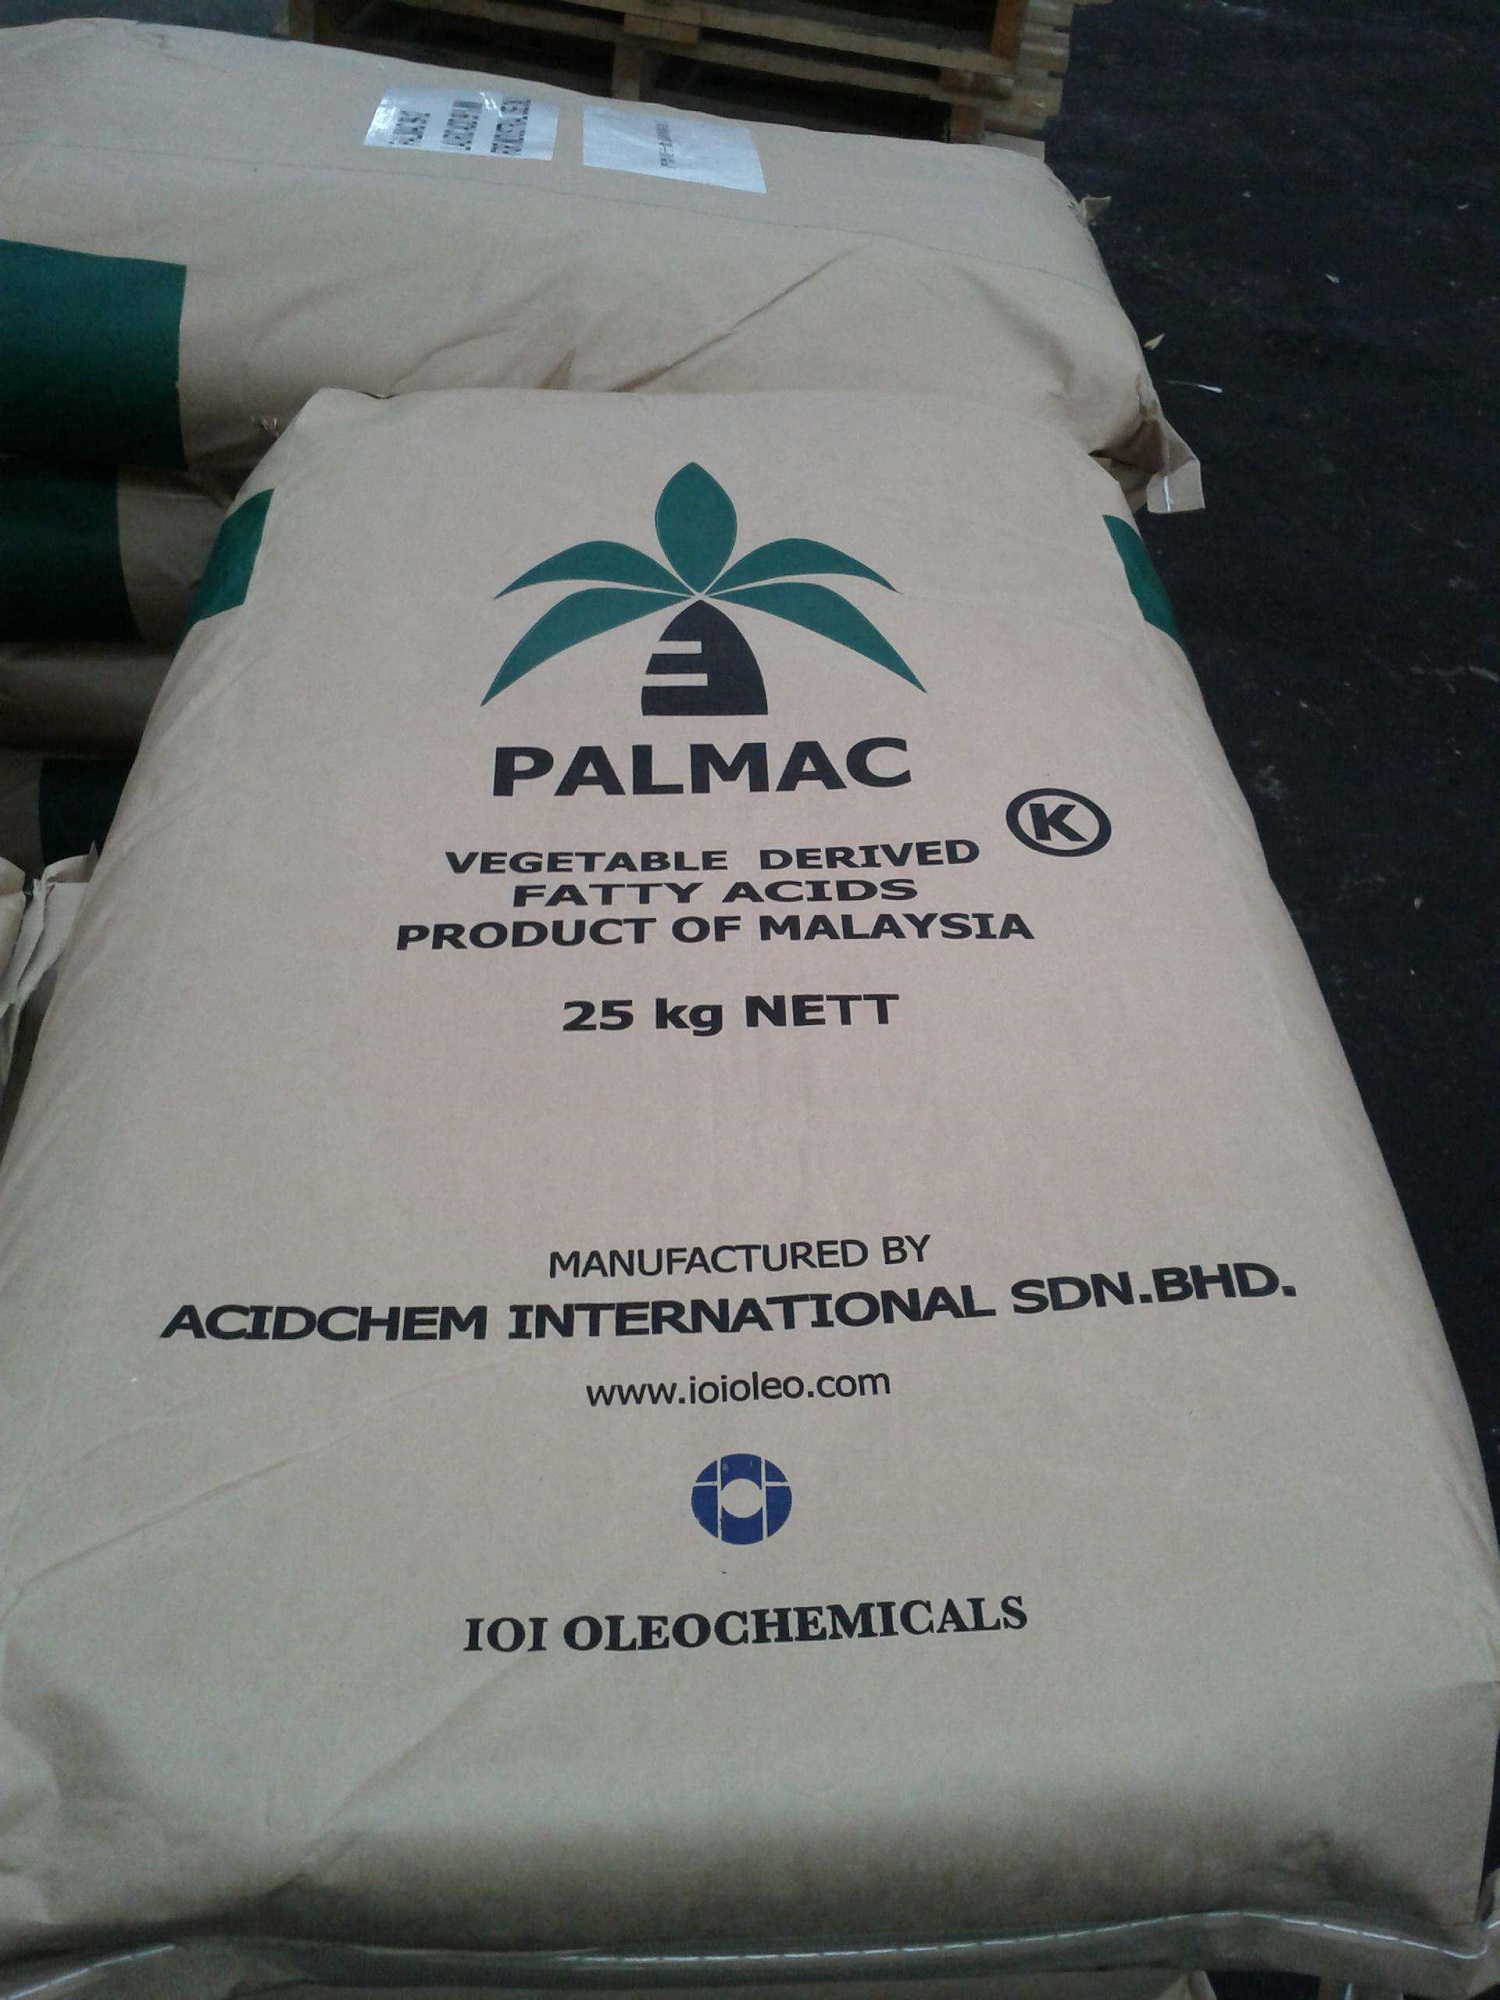 PALMAC
K
VEGETABLE DERIVED
FATTY ACIDS
PRODUCT OF MALAYSIA
25 kg NETT
MANUFACTURED BY
ACIDCHEM INTERNATIONAL SDN.BHD.
www.ioioleo.com
IOI OLEOCHEMICALS